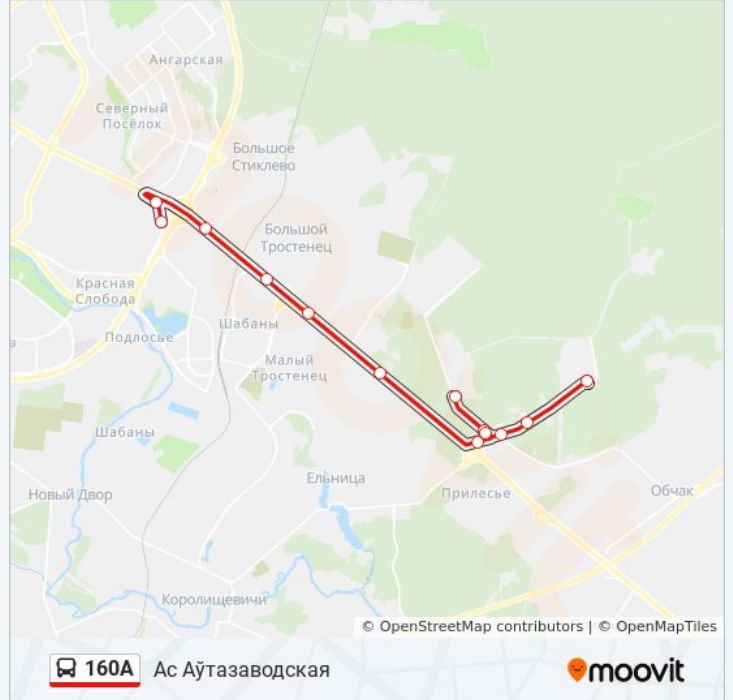 Ангарская
Северный
Посёлок
Большое
Стиклево
Большой
Тростенец
Красная
Слобода
Шабаны
Подлосье
а
Малый
Тростенец
Шабаны
Ельница
Новый Двор
Прилесье
Обчак
Королищевичи
© OpenStreetMap contributors | © OpenMapTiles
160А Ас Аўтазаводская
moovit